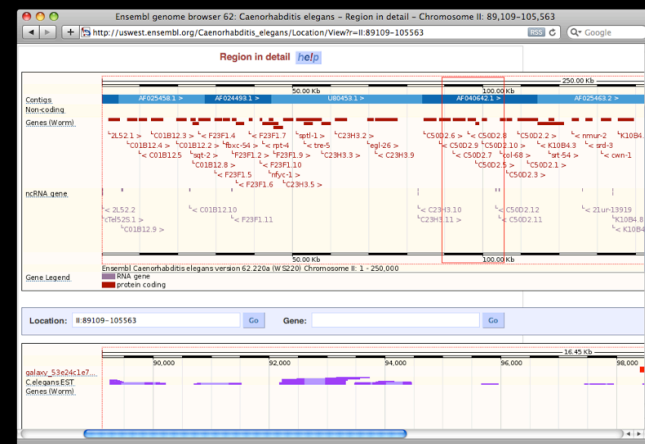 Ensembl genome browser 62: Caenorhabditis elegans - Region in detail - Chromosome II: 89,109-105,563
http://uswest.ensembl.org/Caenorhabditis_elegans/Location/View?r=II:89109-105563 RSS Google
Region in detail help
250.00 Kb
50.00 Kb 100.00 Kb
Contigs AF025458.1 > AF024493.1 > U80453.1 > AF040642.1 > AF025462.3 >
Non-coding
Genes (Worm)
2L52.1 > C01B12.3 > < F23F1.4 < F23F1.7 sptl-1 > C23H3.2 > C50D2.6 > < C50D2.8 C50D2.2 > < nmur-2 K10B4
C01B12.4 > C01B12.2 > fbxc-54 > < rpt-4 < tre-5 egl-26 > < C50D2.9 C50D2.10 > < K10B4.3 < srd-3
< C01B12.5 sqt-2 > F23F1.2 > F23F1.9 > C23H3.3 > < C23H3.9 < C50D2.7 col-68 > srt-54 > < cwn-1
C01B12.8 > < F23F1.10 C50D2.5 > C50D2.1 >
< F23F1.5 nfyc-1 > C50D2.3 >
< F23F1.6 C23H3.5 >
ncRNA gene
< 2L52.2 < C01B12.10 < C23H3.10 < C50D2.12 < 21ur-13919
cTel52S.1 > < F23F1.11 C23H3.11 > < C50D2.11 K10B4.8
C01B12.9 > < K10B4
50.00 Kb 100.00 Kb
Ensembl Caenorhabditis elegans version 62.220a (WS220) Chromosome II: 1 - 250,000
Gene Legend RNA gene
protein coding
Location: II:89109-105563 Go Gene: Go
16.45 Kb
90,000 92,000 94,000 96,000 98,000
galaxy_53e24c1e7...
C.elegans EST
Genes (Worm)